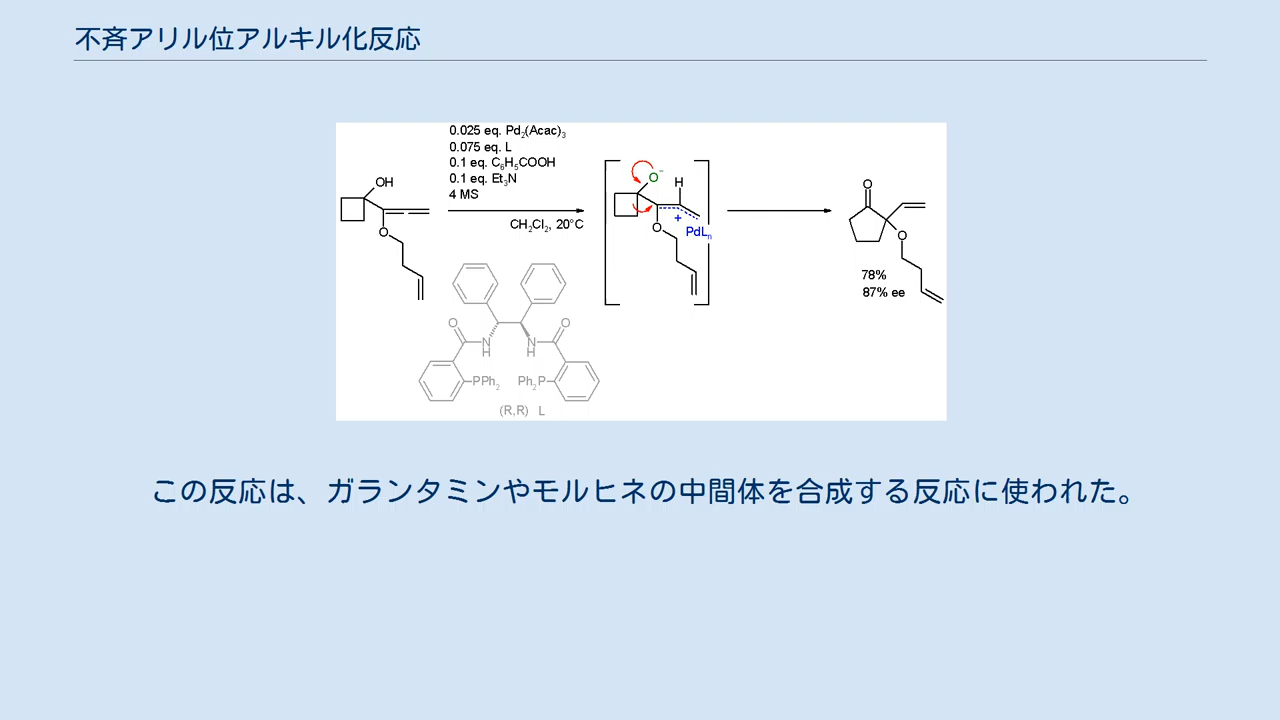 不斉アリル位アルキル化反応
0.025 eq. Pd₂(Acac)₃
0.075 eq. L
0.1 eq. C₆H₅COOH
0.1 eq. Et₃N
4 MS
CH₂Cl₂, 20°C
OH
O
O⁻
H
+
O
PdLₙ
O
O
78%
87% ee
O
N
H
N
H
O
PPh₂
Ph₂P
(R,R) L
この反応は、ガランタミンやモルヒネの中間体を合成する反応に使われた。